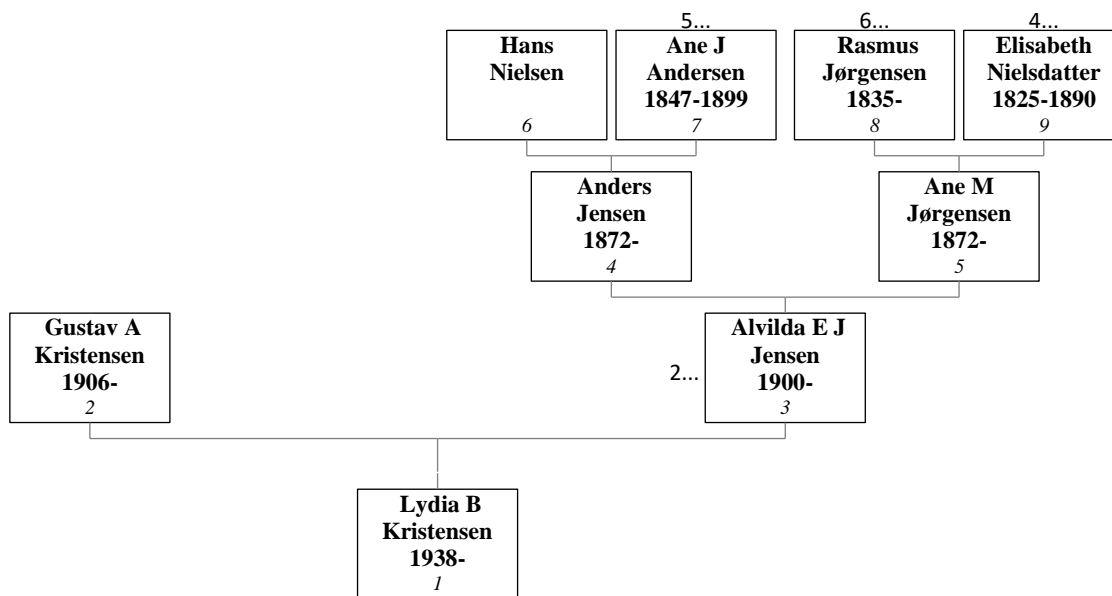 5...
6...
4...
Hans
Nielsen
6
Ane J
Andersen
1847-1899
7
Rasmus
Jørgensen
1835-
8
Elisabeth
Nielsdatter
1825-1890
9
Anders
Jensen
1872-
4
Ane M
Jørgensen
1872-
5
Gustav A
Kristensen
1906-
2
2...
Alvilda E J
Jensen
1900-
3
Lydia B
Kristensen
1938-
1